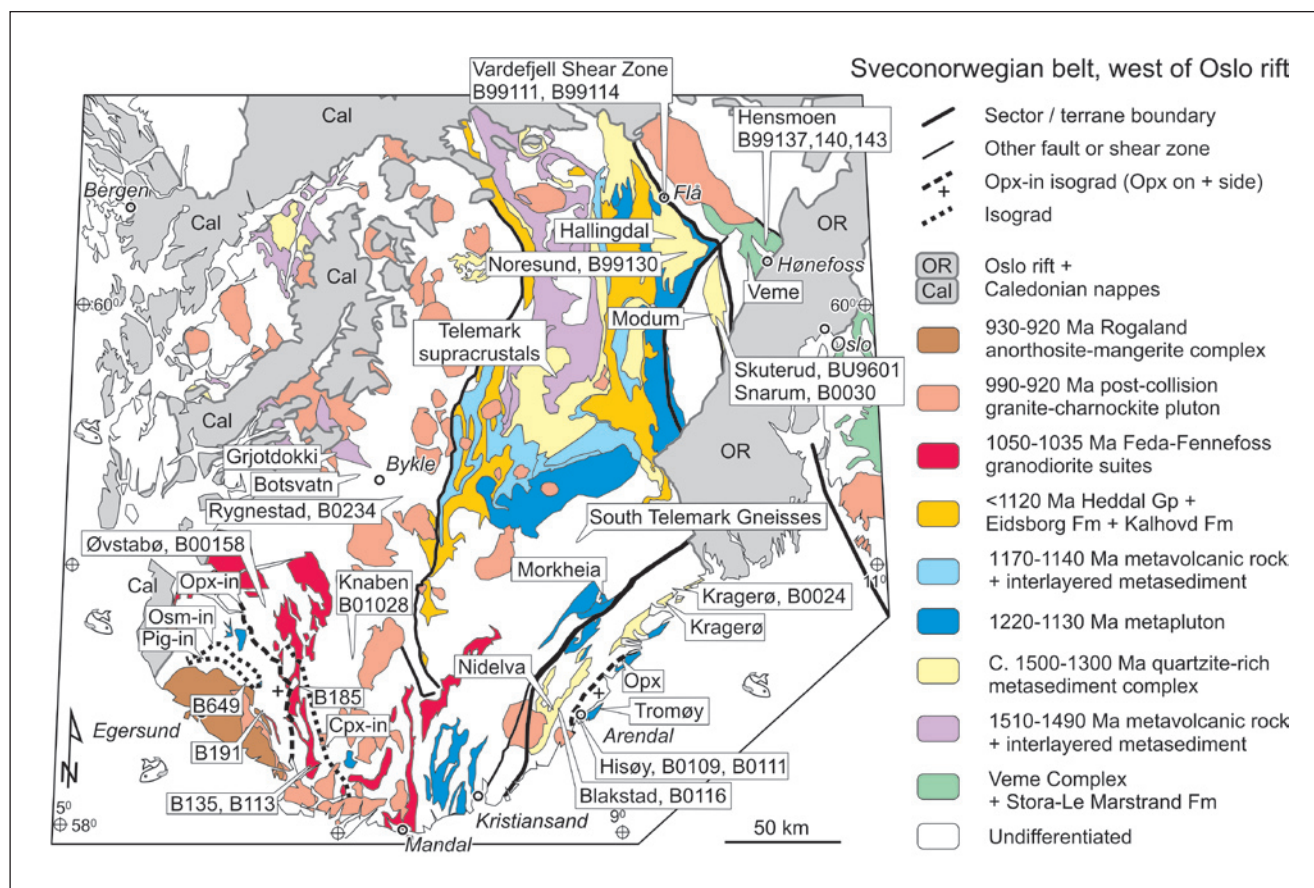 Sveconorwegian belt, west of Oslo rift
Vardefjell Shear Zone
B99111, B99114
Hensmoen
B99137,140,143
Cal
Bergen
Cal
Flå
OR
Hallingdal
Noresund, B99130
Hønefoss
Veme
Cal
60⁰
60⁰
Modum
Oslo
Telemark
supracrustals
Skuterud, BU9601
Snarum, B0030
Cal
OR
Grjotdokki
Bykle
Botsvatn
Rygnestad, B0234
South Telemark Gneisses
Øvstabø, B00158
Cal
11⁰
Opx-in
Knaben
B01028
Morkheia
Kragerø, B0024
Osm-in
Pig-in
Kragerø
Nidelva
+
B185
+
Opx
B649
Cpx-in
Tromøy
Egersund
Arendal
B191
Hisøy, B0109, B0111
N
B135, B113
Blakstad, B0116
5⁰
58⁰
Kristiansand
9⁰
50 km
Mandal
Sector / terrane boundary
Other fault or shear zone
Opx-in isograd (Opx on + side)
+
Isograd
OR
Cal
Oslo rift +
Caledonian nappes
930-920 Ma Rogaland
anorthosite-mangerite complex
990-920 Ma post-collision
granite-charnockite pluton
1050-1035 Ma Feda-Fennefoss
granodiorite suites
<1120 Ma Heddal Gp +
Eidsborg Fm + Kalhovd Fm
1170-1140 Ma metavolcanic rock
+ interlayered metasediment
1220-1130 Ma metapluton
C. 1500-1300 Ma quartzite-rich
metasediment complex
1510-1490 Ma metavolcanic rock
+ interlayered metasediment
Veme Complex
+ Stora-Le Marstrand Fm
Undifferentiated